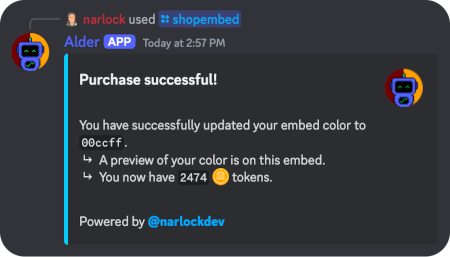 narlock used shopembed
Alder APP Today at 2:57 PM
Purchase successful!
You have successfully updated your embed color to
00ccff.
↳ A preview of your color is on this embed.
↳ You now have 2474 tokens.
Powered by @narlockdev